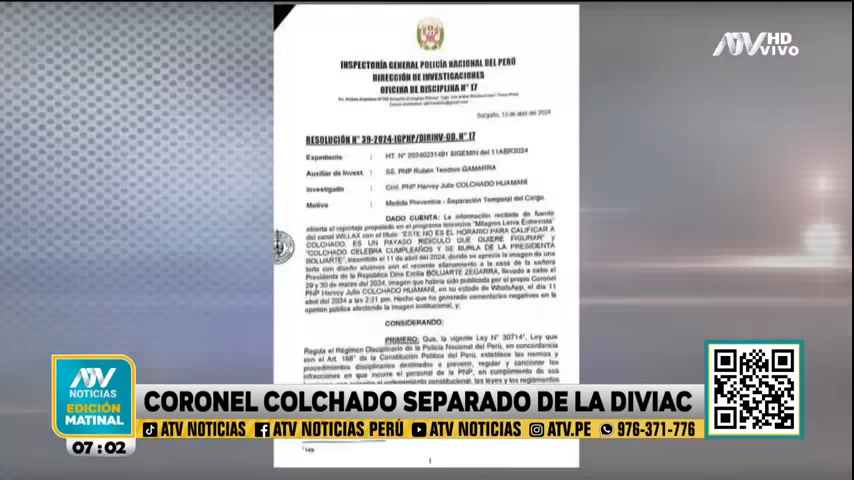 INSPECTORÍA GENERAL POLICÍA NACIONAL DEL PERÚ
DIRECCIÓN DE INVESTIGACIONES
OFICINA DE DISCIPLINA N° 17
Surquillo, 13 de abril del 2024
RESOLUCIÓN N° 39-2024-IGPNP/DIRINV-OD. N° 17
Expediente : HT. N° 20240231491 SIGEMIN del 11ABR2024
Auxiliar de Invest. : SS. PNP Rubén Teodoro GAMARRA
Investigado : Crnl. PNP Harvey Julio COLCHADO HUAMANI
Motivo : Medida Preventiva - Separación Temporal del Cargo.
DADO CUENTA: La información recibida de fuente
abierta el reportaje propalado en el programa televisivo "Milagros Leiva Entrevista"
del canal WILLAX con el título: "ESTE NO ES EL HORARIO PARA CALIFICAR A
COLCHADO, ES UN PAYASO RIDÍCULO QUE QUIERE FIGURAR" y
"COLCHADO CELEBRA CUMPLEAÑOS Y SE BURLA DE LA PRESIDENTA
BOLUARTE", trasmitido el 11 de abril del 2024, donde se aprecia la imagen de una
torta con diseño alusivos con el reciente allanamiento a la casa de la señora
Presidenta de la República Dina Emilia BOLUARTE ZEGARRA, llevado a cabo el
29 y 30 de marzo del 2024, imagen que habría sido publicada por el propio Coronel
PNP Harvey Julio COLCHADO HUAMANI, en su estado de WhatsApp, el día 11
abril del 2024 a las 2:21 pm. Hecho que ha generado comentarios negativos en la
opinión pública afectando la imagen institucional, y;
CONSIDERANDO:
PRIMERO: Que, la vigente Ley N° 30714¹, Ley que
Regula el Régimen Disciplinario de la Policía Nacional del Perú, en concordancia
con el Art. 168° de la Constitución Política del Perú, establece las normas y
procedimientos disciplinarios destinados a prevenir, regular y sancionar las
infracciones en que incurre el personal de la PNP, en cumplimiento de sus
ATV HD
VIVO
ATV
NOTICIAS
EDICIÓN
MATINAL
07:02
CORONEL COLCHADO SEPARADO DE LA DIVIAC
ATV NOTICIAS ATV NOTICIAS PERÚ ATV NOTICIAS ATV.PE 976-371-776
1